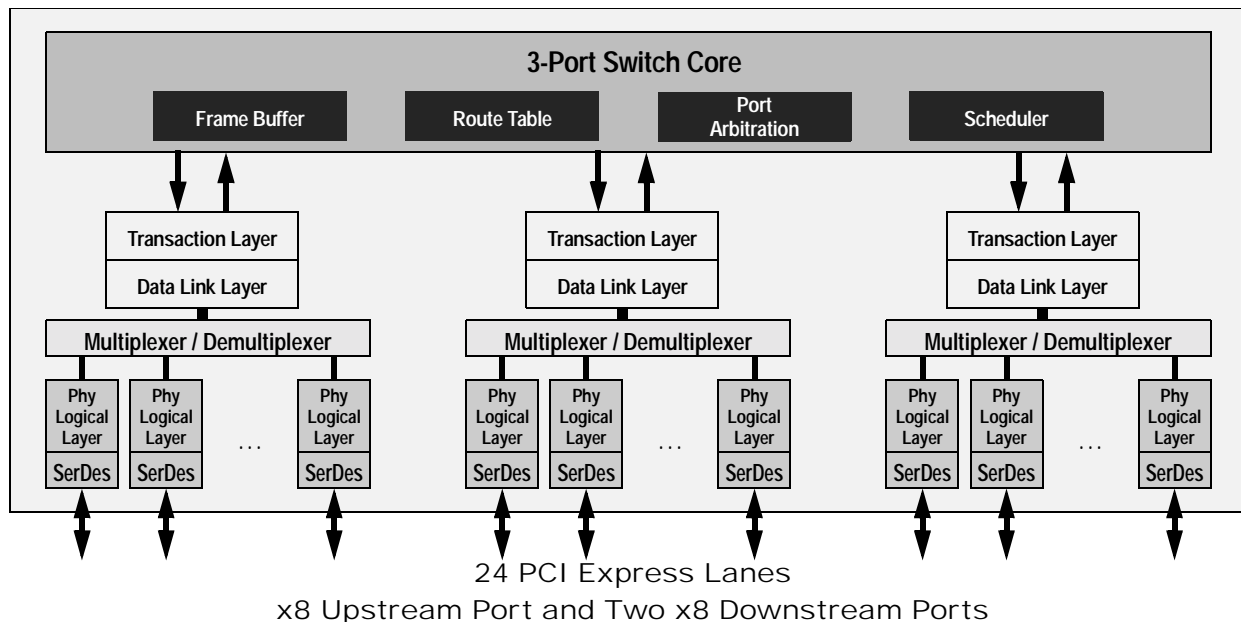 3-Port Switch Core
Frame Buffer
Route Table
Port
Arbitration
Scheduler
Transaction Layer
Data Link Layer
Multiplexer / Demultiplexer
Phy
Logical
Layer
SerDes
Phy
Logical
Layer
SerDes
...
Phy
Logical
Layer
SerDes
Transaction Layer
Data Link Layer
Multiplexer / Demultiplexer
Phy
Logical
Layer
SerDes
Phy
Logical
Layer
SerDes
...
Phy
Logical
Layer
SerDes
Transaction Layer
Data Link Layer
Multiplexer / Demultiplexer
Phy
Logical
Layer
SerDes
Phy
Logical
Layer
SerDes
...
Phy
Logical
Layer
SerDes
24 PCI Express Lanes
x8 Upstream Port and Two x8 Downstream Ports